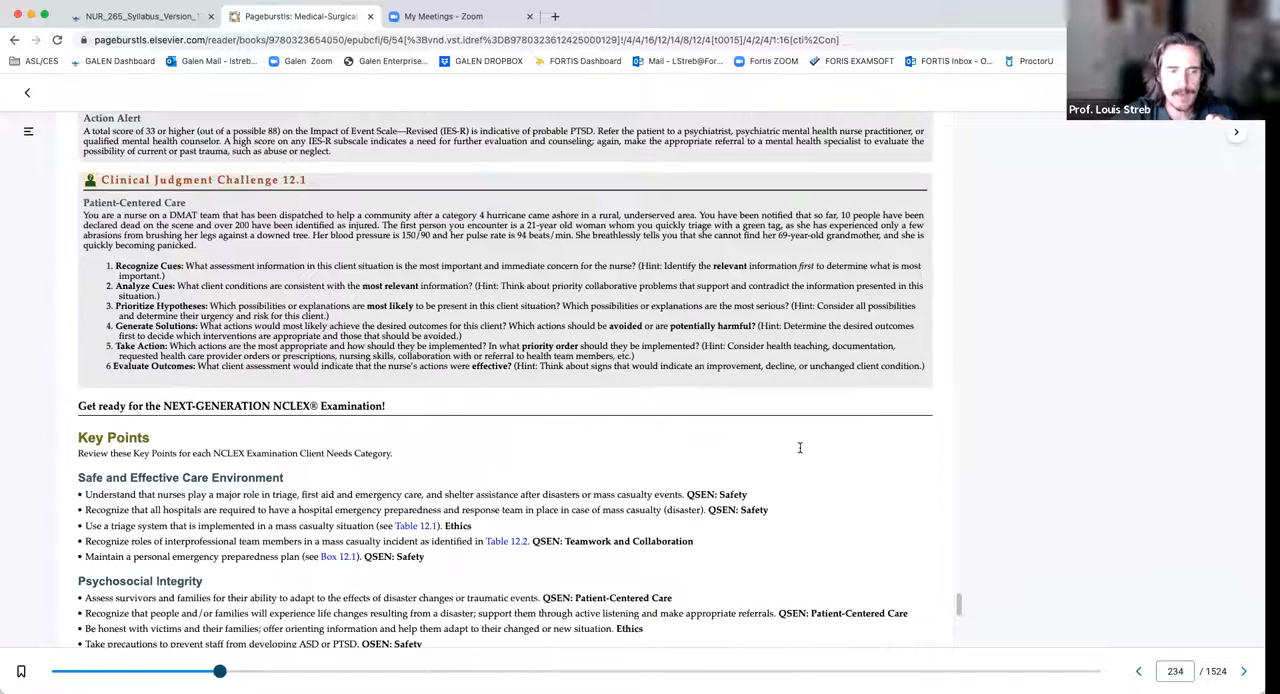 NUR_265_Syllabus_Version_
Pageburstls: Medical-Surgical
My Meetings - Zoom
pageburstls.elsevier.com/reader/books/9780323654050/epubcfi/6/54[%3Bvnd.vst.idref%3DB9780323612425000129]!/4/4/16/12/14/8/12/4[t0015]/4/2/4/1:16[cti%2Con]
ASL/CES
GALEN Dashboard
Galen Mail - lstreb...
Galen Zoom
Galen Enterprise...
GALEN DROPBOX
FORTIS Dashboard
Mail - LStreb@For...
Fortis ZOOM
FORIS EXAMSOFT
FORTIS Inbox - O...
ProctorU
Prof. Louis Streb
Action Alert
A total score of 33 or higher (out of a possible 88) on the Impact of Event Scale—Revised (IES-R) is indicative of probable PTSD. Refer the patient to a psychiatrist, psychiatric mental health nurse practitioner, or
qualified mental health counselor. A high score on any IES-R subscale indicates a need for further evaluation and counseling; again, make the appropriate referral to a mental health specialist to evaluate the
possibility of current or past trauma, such as abuse or neglect.
Clinical Judgment Challenge 12.1
Patient-Centered Care
You are a nurse on a DMAT team that has been dispatched to help a community after a category 4 hurricane came ashore in a rural, underserved area. You have been notified that so far, 10 people have been
declared dead on the scene and over 200 have been identified as injured. The first person you encounter is a 21-year old woman whom you quickly triage with a green tag, as she has experienced only a few
abrasions from brushing her legs against a downed tree. Her blood pressure is 150/90 and her pulse rate is 94 beats/min. She breathlessly tells you that she cannot find her 69-year-old grandmother, and she is
quickly becoming panicked.
1. Recognize Cues: What assessment information in this client situation is the most important and immediate concern for the nurse? (Hint: Identify the relevant information first to determine what is most
important.)
2. Analyze Cues: What client conditions are consistent with the most relevant information? (Hint: Think about priority collaborative problems that support and contradict the information presented in this
situation.)
3. Prioritize Hypotheses: Which possibilities or explanations are most likely to be present in this client situation? Which possibilities or explanations are the most serious? (Hint: Consider all possibilities
and determine their urgency and risk for this client.)
4. Generate Solutions: What actions would most likely achieve the desired outcomes for this client? Which actions should be avoided or are potentially harmful? (Hint: Determine the desired outcomes
first to decide which interventions are appropriate and those that should be avoided.)
5. Take Action: Which actions are the most appropriate and how should they be implemented? In what priority order should they be implemented? (Hint: Consider health teaching, documentation,
requested health care provider orders or prescriptions, nursing skills, collaboration with or referral to health team members, etc.)
6 Evaluate Outcomes: What client assessment would indicate that the nurse's actions were effective? (Hint: Think about signs that would indicate an improvement, decline, or unchanged client condition.)
Get ready for the NEXT-GENERATION NCLEX® Examination!
Key Points
Review these Key Points for each NCLEX Examination Client Needs Category.
Safe and Effective Care Environment
• Understand that nurses play a major role in triage, first aid and emergency care, and shelter assistance after disasters or mass casualty events. QSEN: Safety
• Recognize that all hospitals are required to have a hospital emergency preparedness and response team in place in case of mass casualty (disaster). QSEN: Safety
• Use a triage system that is implemented in a mass casualty situation (see Table 12.1). Ethics
• Recognize roles of interprofessional team members in a mass casualty incident as identified in Table 12.2. QSEN: Teamwork and Collaboration
• Maintain a personal emergency preparedness plan (see Box 12.1). QSEN: Safety
Psychosocial Integrity
• Assess survivors and families for their ability to adapt to the effects of disaster changes or traumatic events. QSEN: Patient-Centered Care
• Recognize that people and/or families will experience life changes resulting from a disaster; support them through active listening and make appropriate referrals. QSEN: Patient-Centered Care
• Be honest with victims and their families; offer orienting information and help them adapt to their changed or new situation. Ethics
• Take precautions to prevent staff from developing ASD or PTSD. QSEN: Safety
234 / 1524